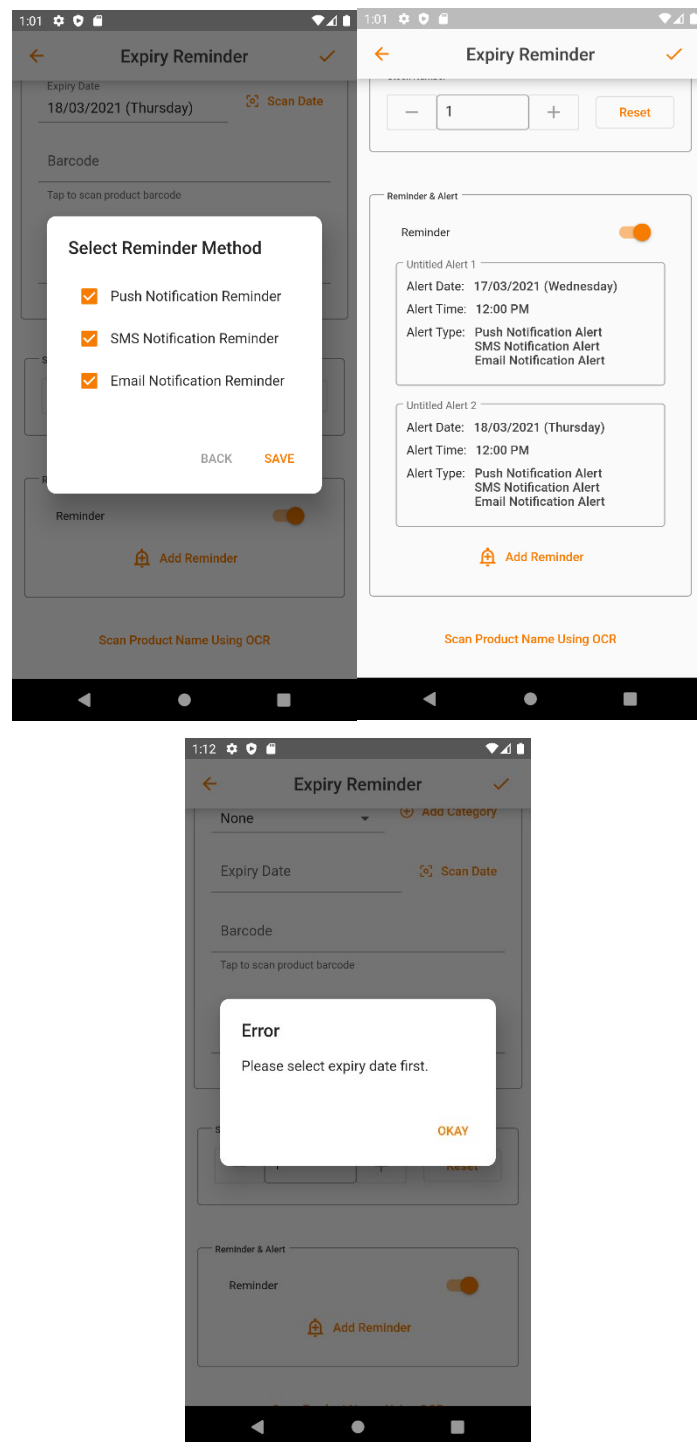 1:01
Expiry Reminder
Expiry Date
18/03/2021 (Thursday)
Scan Date
Barcode
Tap to scan product barcode
Select Reminder Method
Push Notification Reminder
SMS Notification Reminder
Email Notification Reminder
BACK
SAVE
Reminder
Add Reminder
Scan Product Name Using OCR
1:01
Expiry Reminder
Stock Number
1
Reset
Reminder & Alert
Reminder
Untitled Alert 1
Alert Date: 17/03/2021 (Wednesday)
Alert Time: 12:00 PM
Alert Type: Push Notification Alert
SMS Notification Alert
Email Notification Alert
Untitled Alert 2
Alert Date: 18/03/2021 (Thursday)
Alert Time: 12:00 PM
Alert Type: Push Notification Alert
SMS Notification Alert
Email Notification Alert
Add Reminder
Scan Product Name Using OCR
1:12
Expiry Reminder
None
Add Category
Expiry Date
Scan Date
Barcode
Tap to scan product barcode
Error
Please select expiry date first.
OKAY
Reset
Reminder & Alert
Reminder
Add Reminder